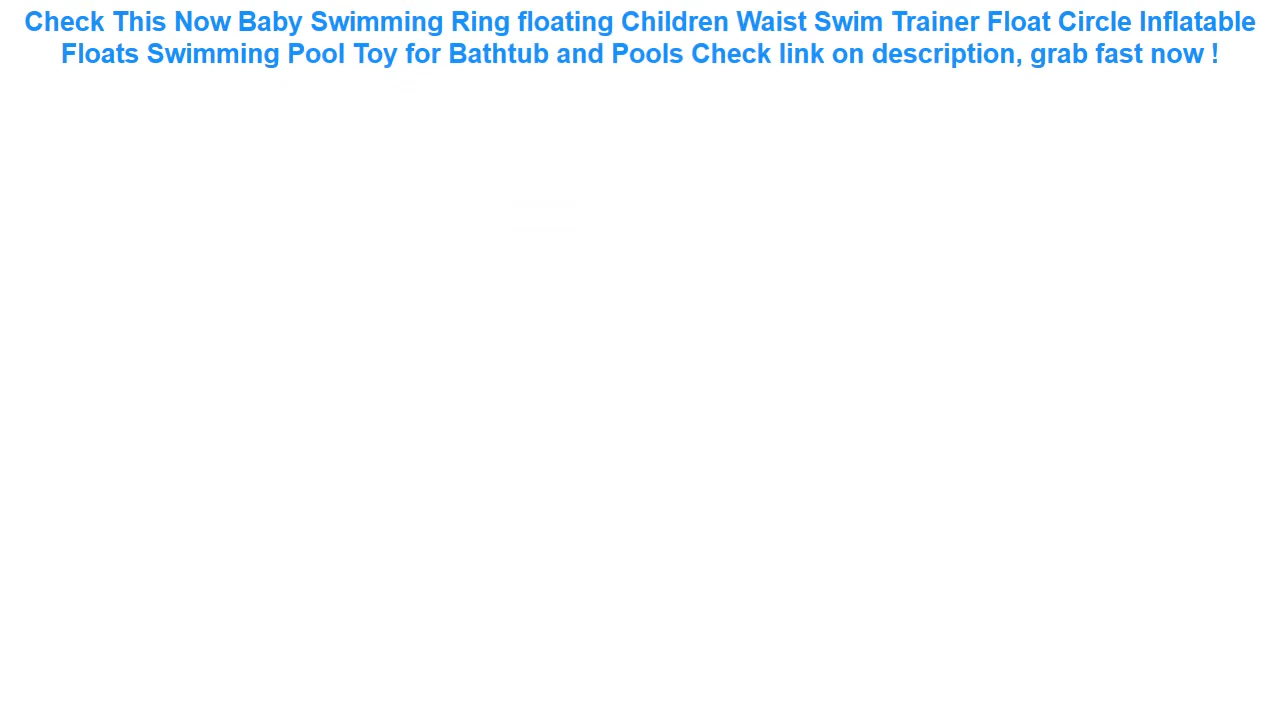 Check This Now Baby Swimming Ring floating Children Waist Swim Trainer Float Circle Inflatable
Floats Swimming Pool Toy for Bathtub and Pools Check link on description, grab fast now !